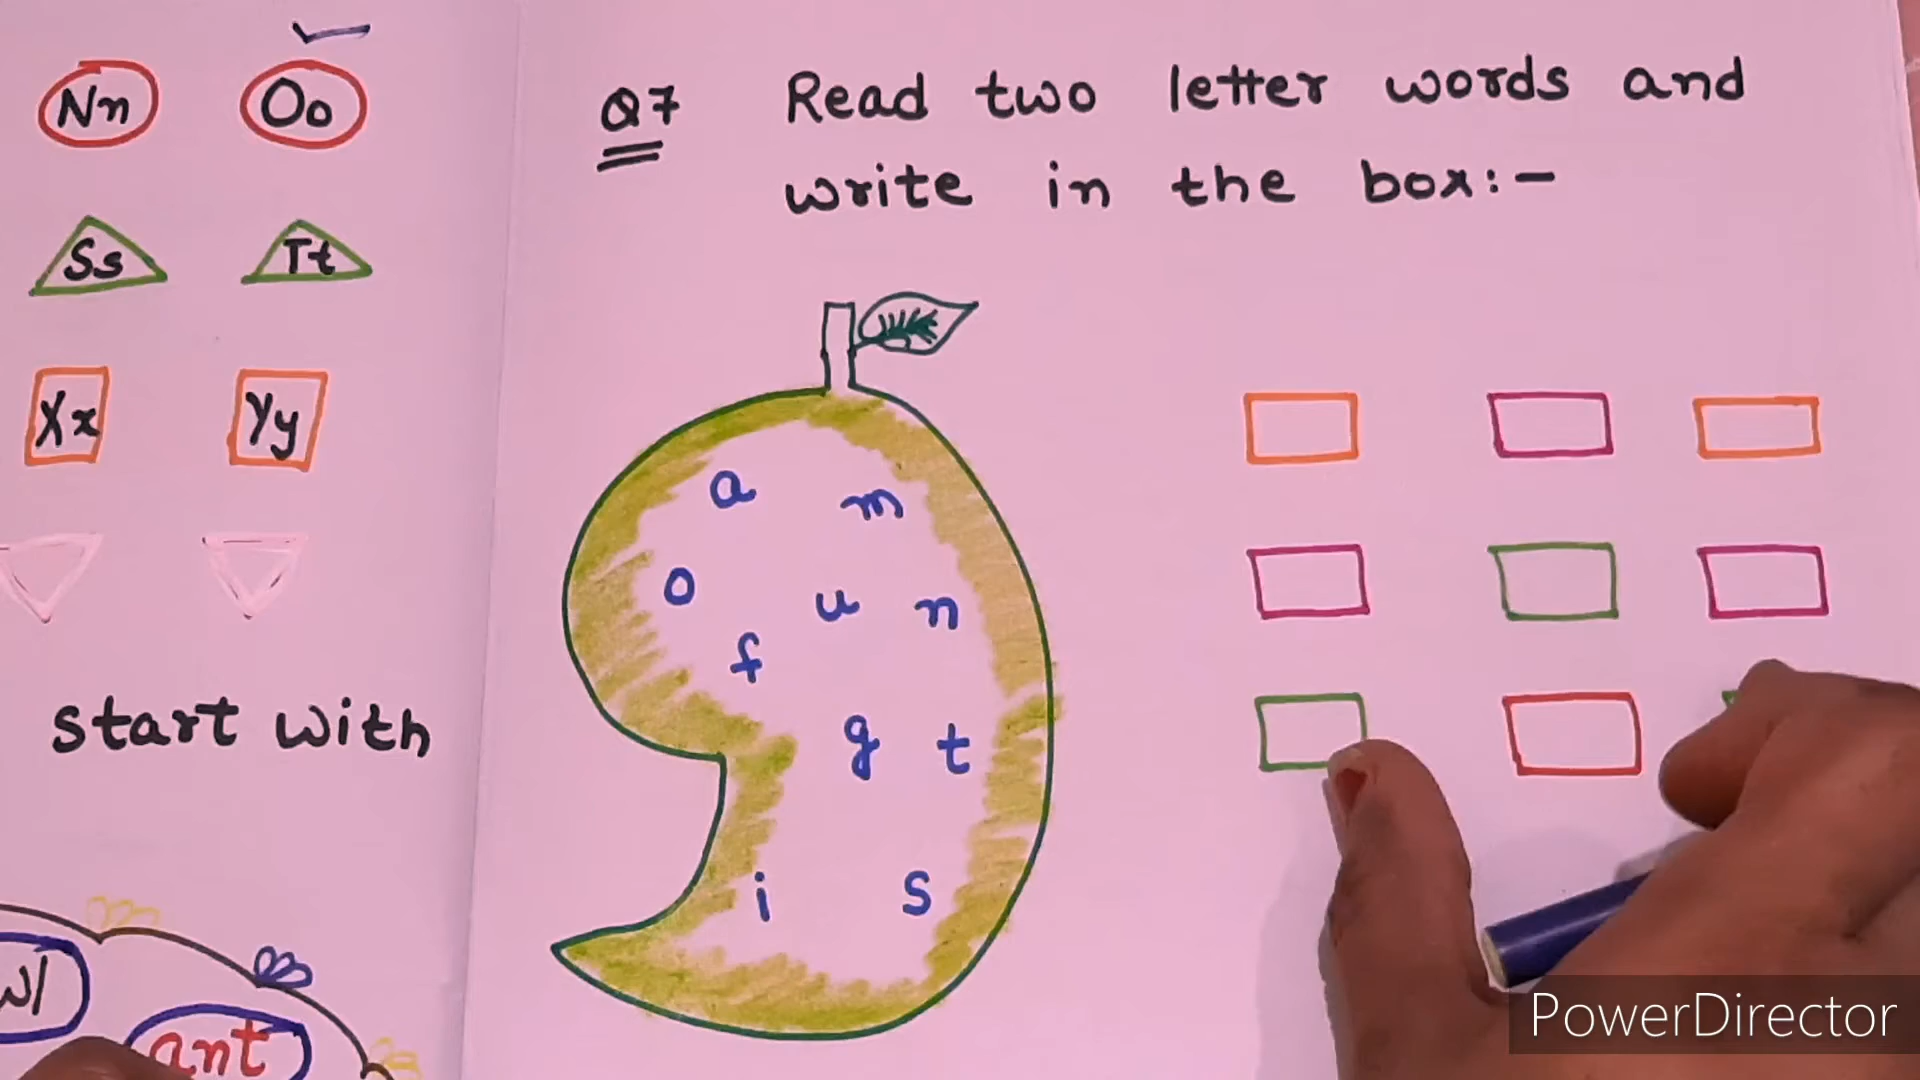 Nn Oo
Ss Tt
Xx Yy
start with
ant
Q7 Read two letter words and
write in the box:-
a m
o u n
f
g t
i s
PowerDirector